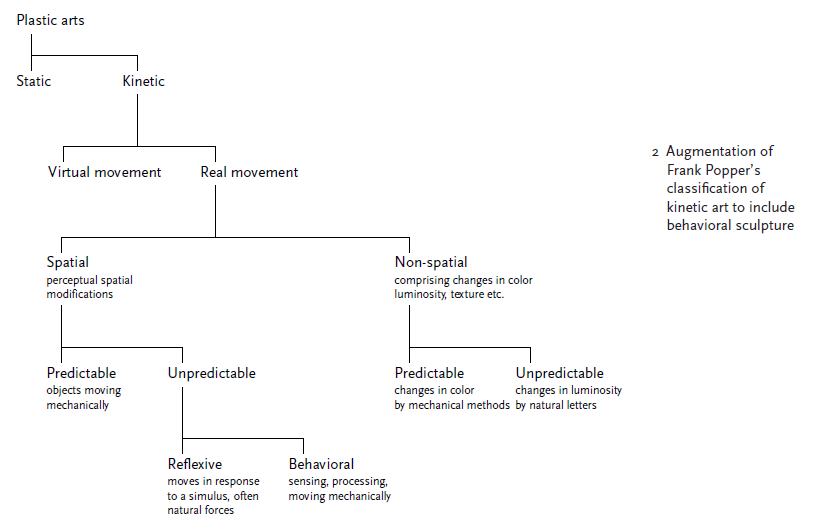 Plastic arts
Static
Kinetic
Virtual movement
Real movement
2 Augmentation of
Frank Popper's
classification of
kinetic art to include
behavioral sculpture
Spatial
perceptual spatial
modifications
Non-spatial
comprising changes in color
luminosity, texture etc.
Predictable
objects moving
mechanically
Unpredictable
Predictable
changes in color
by mechanical methods
Unpredictable
changes in luminosity
by natural letters
Reflexive
moves in response
to a simulus, often
natural forces
Behavioral
sensing, processing,
moving mechanically